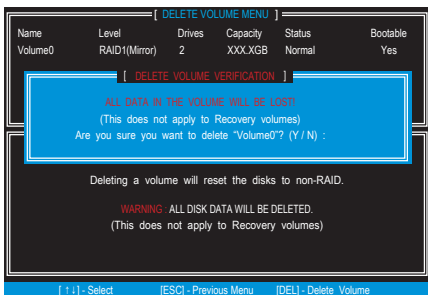 [ DELETE VOLUME MENU ]
Name Level Drives Capacity Status Bootable
Volume0 RAID1(Mirror) 2 XXX.XGB Normal Yes
[ DELETE VOLUME VERIFICATION ]
ALL DATA IN THE VOLUME WILL BE LOST!
(This does not apply to Recovery volumes)
Are you sure you want to delete “Volume0”? (Y / N) :
Deleting a volume will reset the disks to non-RAID.
WARNING : ALL DISK DATA WILL BE DELETED.
(This does not apply to Recovery volumes)
[ ↑↓] - Select [ESC] - Previous Menu [DEL] - Delete Volume